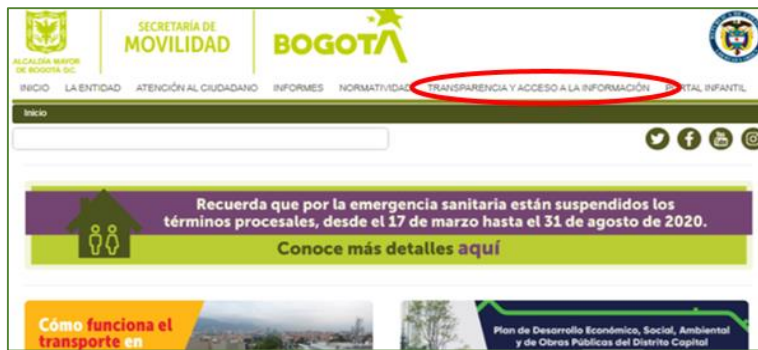 ALCALDÍA MAYOR
DE BOGOTÁ D.C.
SECRETARÍA DE
MOVILIDAD
BOGOTÁ
INICIO LA ENTIDAD ATENCIÓN AL CIUDADANO INFORMES NORMATIVIDAD TRANSPARENCIA Y ACCESO A LA INFORMACIÓN PORTAL INFANTIL
Inicio
Recuerda que por la emergencia sanitaria están suspendidos los
términos procesales, desde el 17 de marzo hasta el 31 de agosto de 2020.
Conoce más detalles aquí
Cómo funciona el
transporte en
Plan de Desarrollo Económico, Social, Ambiental
y de Obras Públicas del Distrito Capital